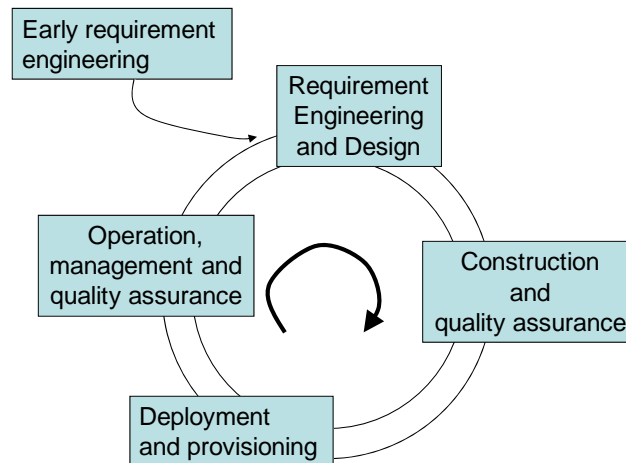 Early requirement
engineering
Requirement
Engineering
and Design
Operation,
management and
quality assurance
Construction
and
quality assurance
Deployment
and provisioning